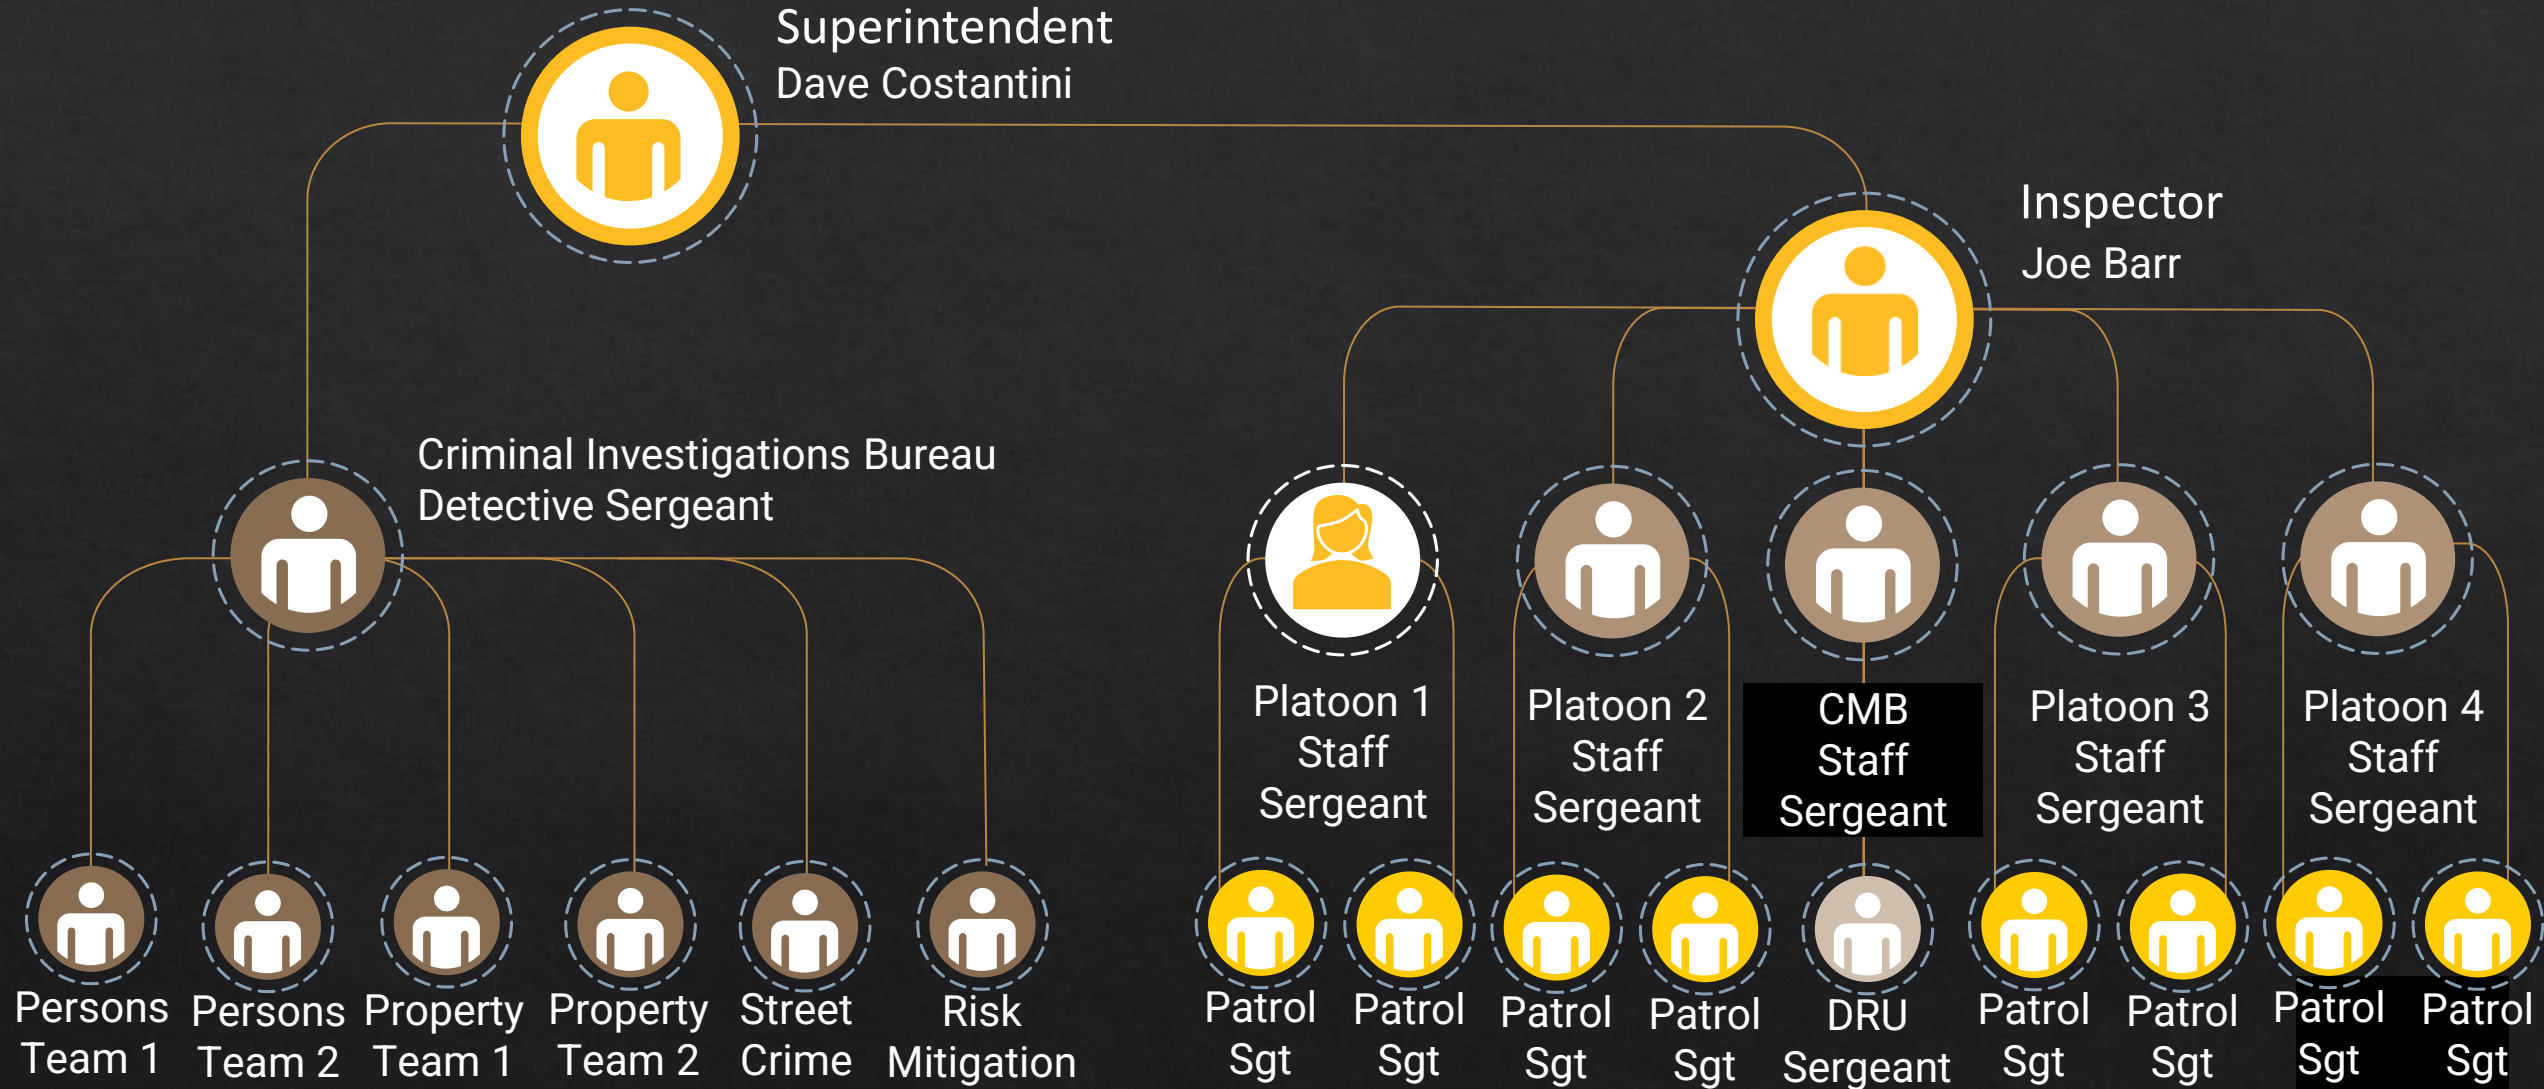 Superintendent
Dave Costantini
Inspector
Joe Barr
Criminal Investigations Bureau
Detective Sergeant
Platoon 1
Staff
Sergeant
Platoon 2
Staff
Sergeant
CMB
Staff
Sergeant
Platoon 3
Staff
Sergeant
Platoon 4
Staff
Sergeant
Persons
Team 1
Persons
Team 2
Property
Team 1
Property
Team 2
Street
Crime
Risk
Mitigation
Patrol
Sgt
Patrol
Sgt
Patrol
Sgt
Patrol
Sgt
DRU
Sergeant
Patrol
Sgt
Patrol
Sgt
Patrol
Sgt
Patrol
Sgt